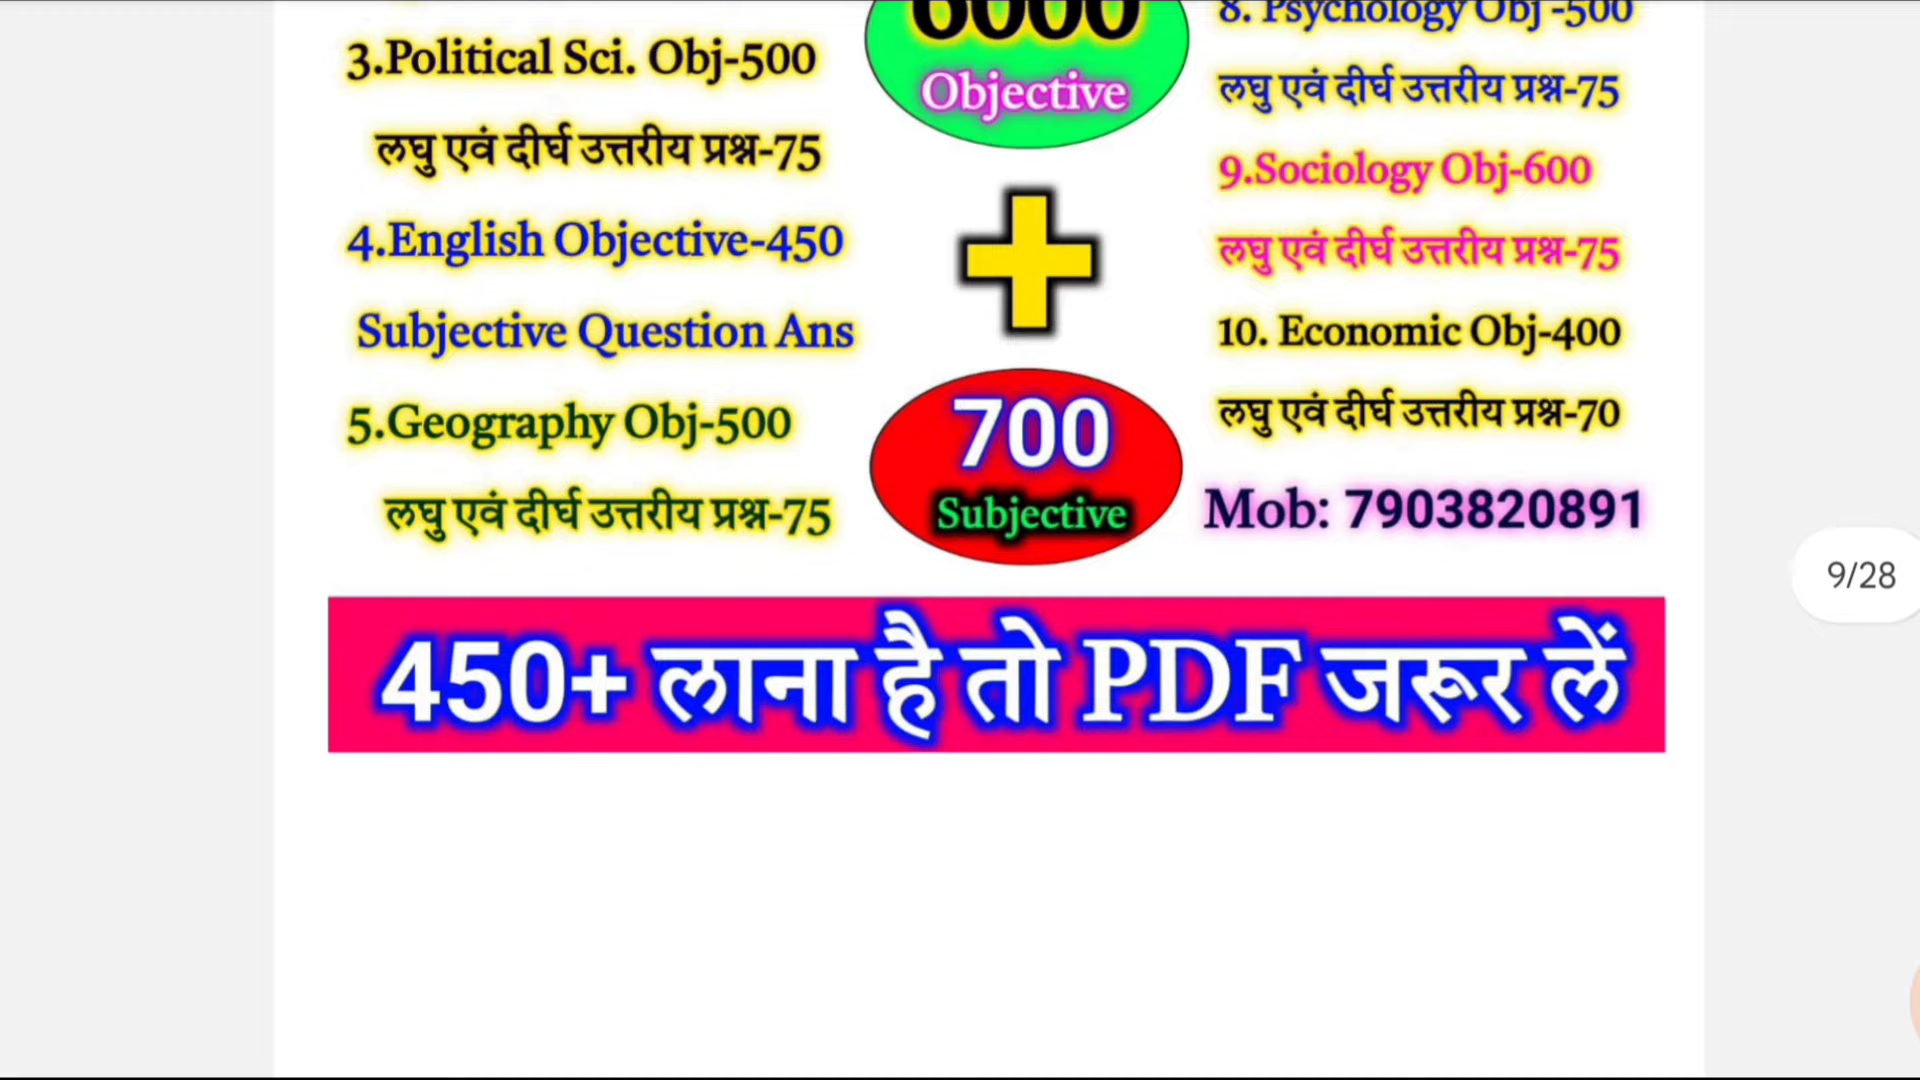 3.Political Sci. Obj-500
लघु एवं दीर्घ उत्तरीय प्रश्न-75
4.English Objective-450
Subjective Question Ans
5.Geography Obj-500
लघु एवं दीर्घ उत्तरीय प्रश्न-75
6000
Objective
700
Subjective
8. Psychology Obj -500
लघु एवं दीर्घ उत्तरीय प्रश्न-75
9.Sociology Obj-600
लघु एवं दीर्घ उत्तरीय प्रश्न-75
10. Economic Obj-400
लघु एवं दीर्घ उत्तरीय प्रश्न-70
Mob: 7903820891
9/28
450+ लाना है तो PDF जरूर लें